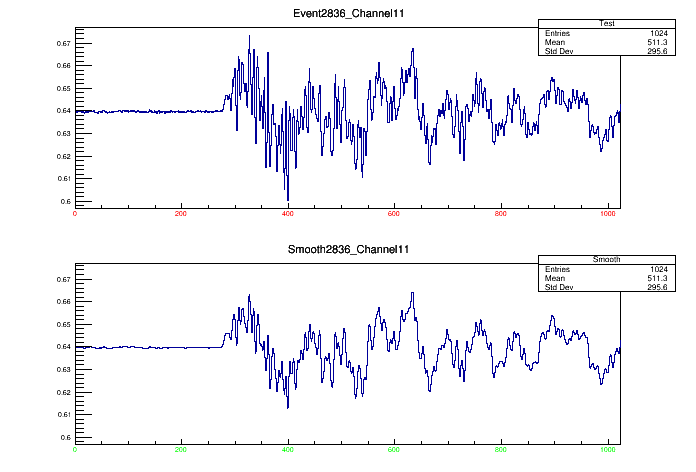 Event2836_Channel11
Test
Entries 1024
Mean 511.3
Std Dev 295.6
0.67
0.66
0.65
0.64
0.63
0.62
0.61
0.6
0 200 400 600 800 1000
Smooth2836_Channel11
Smooth
Entries 1024
Mean 511.3
Std Dev 295.6
0.67
0.66
0.65
0.64
0.63
0.62
0.61
0.6
0 200 400 600 800 1000